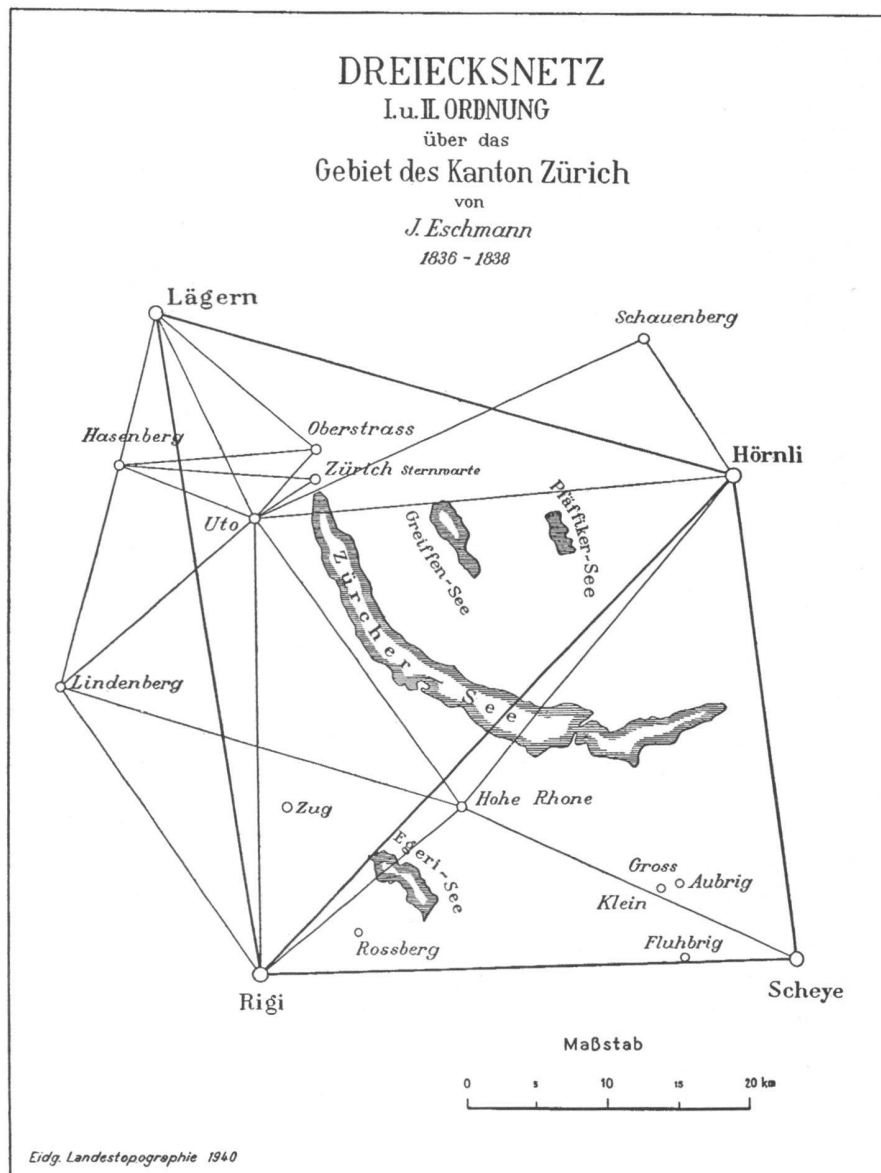 DREIECKSNETZ
I. u. II. ORDNUNG
über das
Gebiet des Kanton Zürich
von
J. Eschmann
1836 - 1838
Lägern
Schauenberg
Hasenberg
Oberstrass
Zürich Sternwarte
Hörnli
Uto
Greiffen-See
Pfäffiker-See
Zürcher See
Lindenberg
Zug
Hohe Rhone
Egeri-See
Gross
Aubrig
Klein
Rossberg
Fluhbrig
Rigi
Scheye
Maßstab
0 5 10 15 20 km
Eidg. Landestopographie 1940